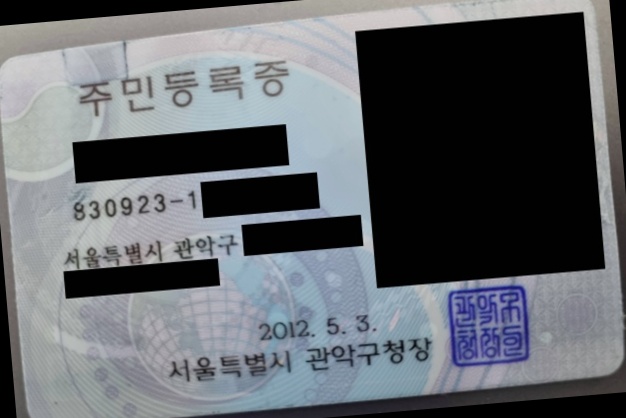 주민등록증
830923-1
서울특별시 관악구
2012. 5. 3.
서울특별시 관악구청장